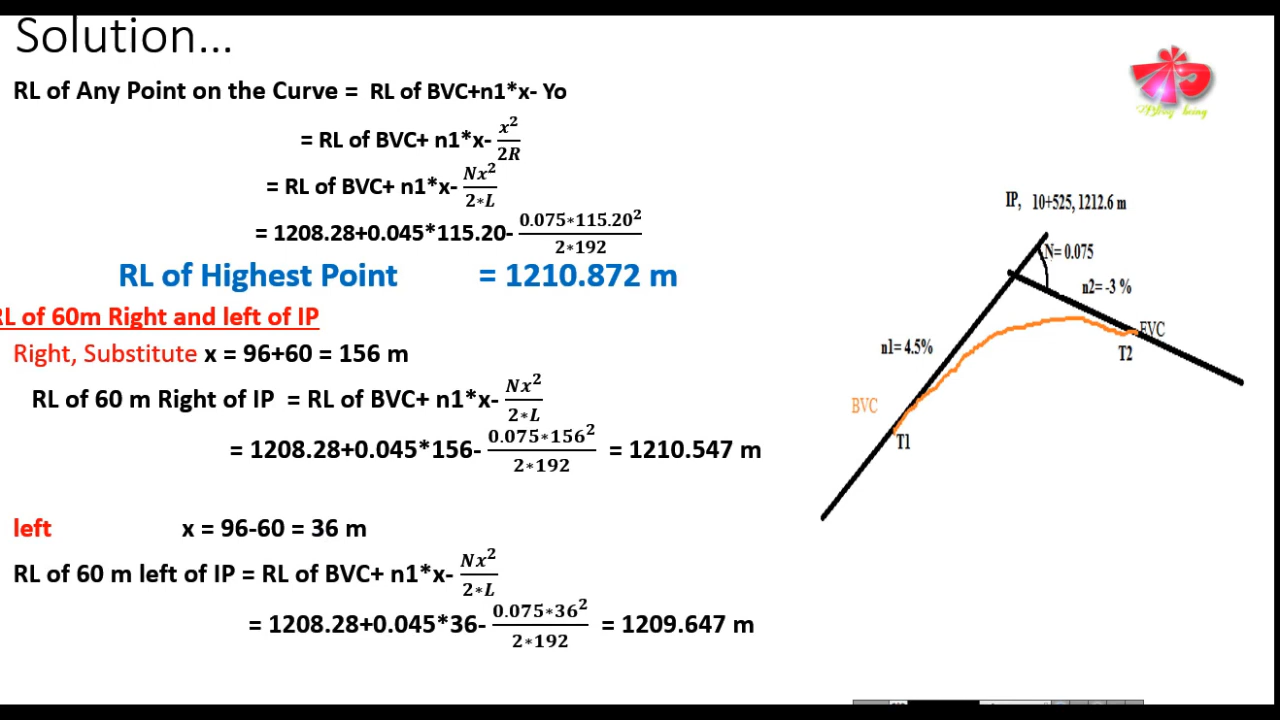 Solution...
RL of Any Point on the Curve = RL of BVC+n1*x- Yo
= RL of BVC+ n1*x- x²/2R
= RL of BVC+ n1*x- Nx²/2∗L
= 1208.28+0.045*115.20- 0.075∗115.20²/2∗192
RL of Highest Point = 1210.872 m
RL of 60m Right and left of IP
Right, Substitute x = 96+60 = 156 m
RL of 60 m Right of IP = RL of BVC+ n1*x- Nx²/2∗L
= 1208.28+0.045*156- 0.075∗156²/2∗192 = 1210.547 m
left x = 96-60 = 36 m
RL of 60 m left of IP = RL of BVC+ n1*x- Nx²/2∗L
= 1208.28+0.045*36- 0.075∗36²/2∗192 = 1209.647 m
being
IP, 10+525, 1212.6 m
N= 0.075
n2= -3 %
n1= 4.5%
EVC
T2
BVC
T1